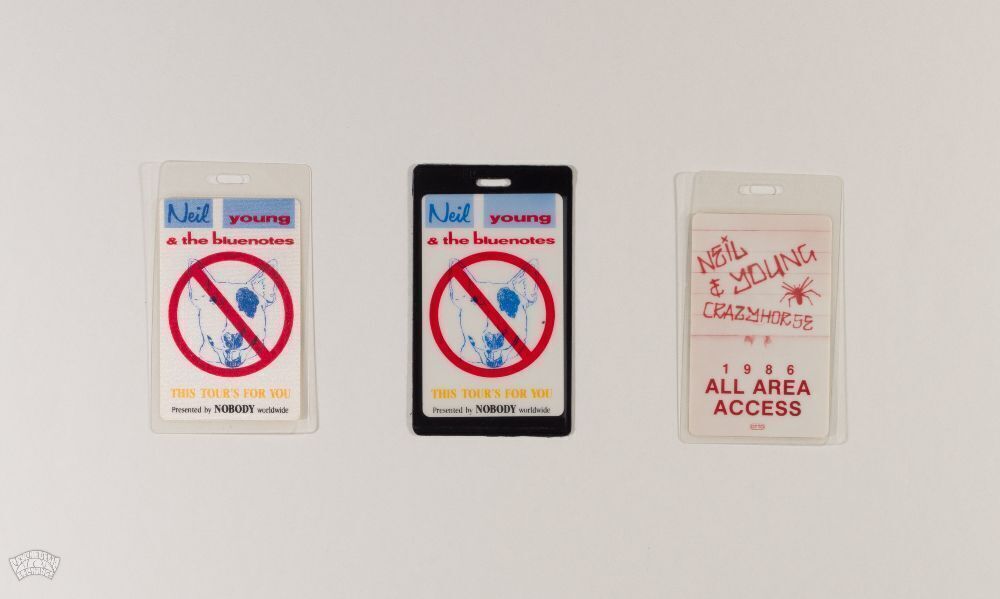 Neil young
& the bluenotes
THIS TOUR'S FOR YOU
Presented by NOBODY worldwide
Neil young
& the bluenotes
THIS TOUR'S FOR YOU
Presented by NOBODY worldwide
NEIL
& YOUNG
CRAZYHORSE
1986
ALL AREA
ACCESS